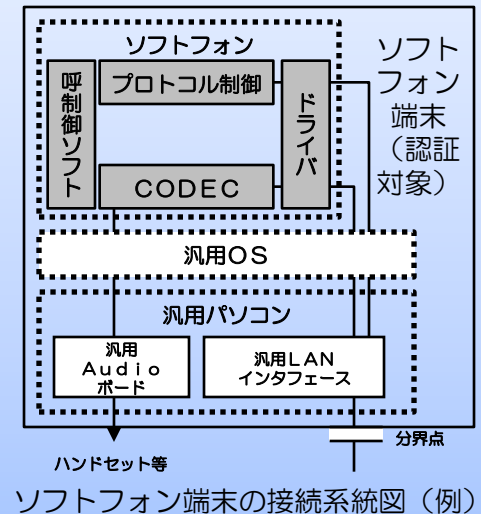 ソフトフォン
呼制御ソフト
プロトコル制御
ドライバ
CODEC
ソフト
フォン
端末
(認証
対象)
汎用OS
汎用パソコン
汎用
Audio
ボード
汎用LAN
インタフェース
分界点
ハンドセット等
ソフトフォン端末の接続系統図(例)